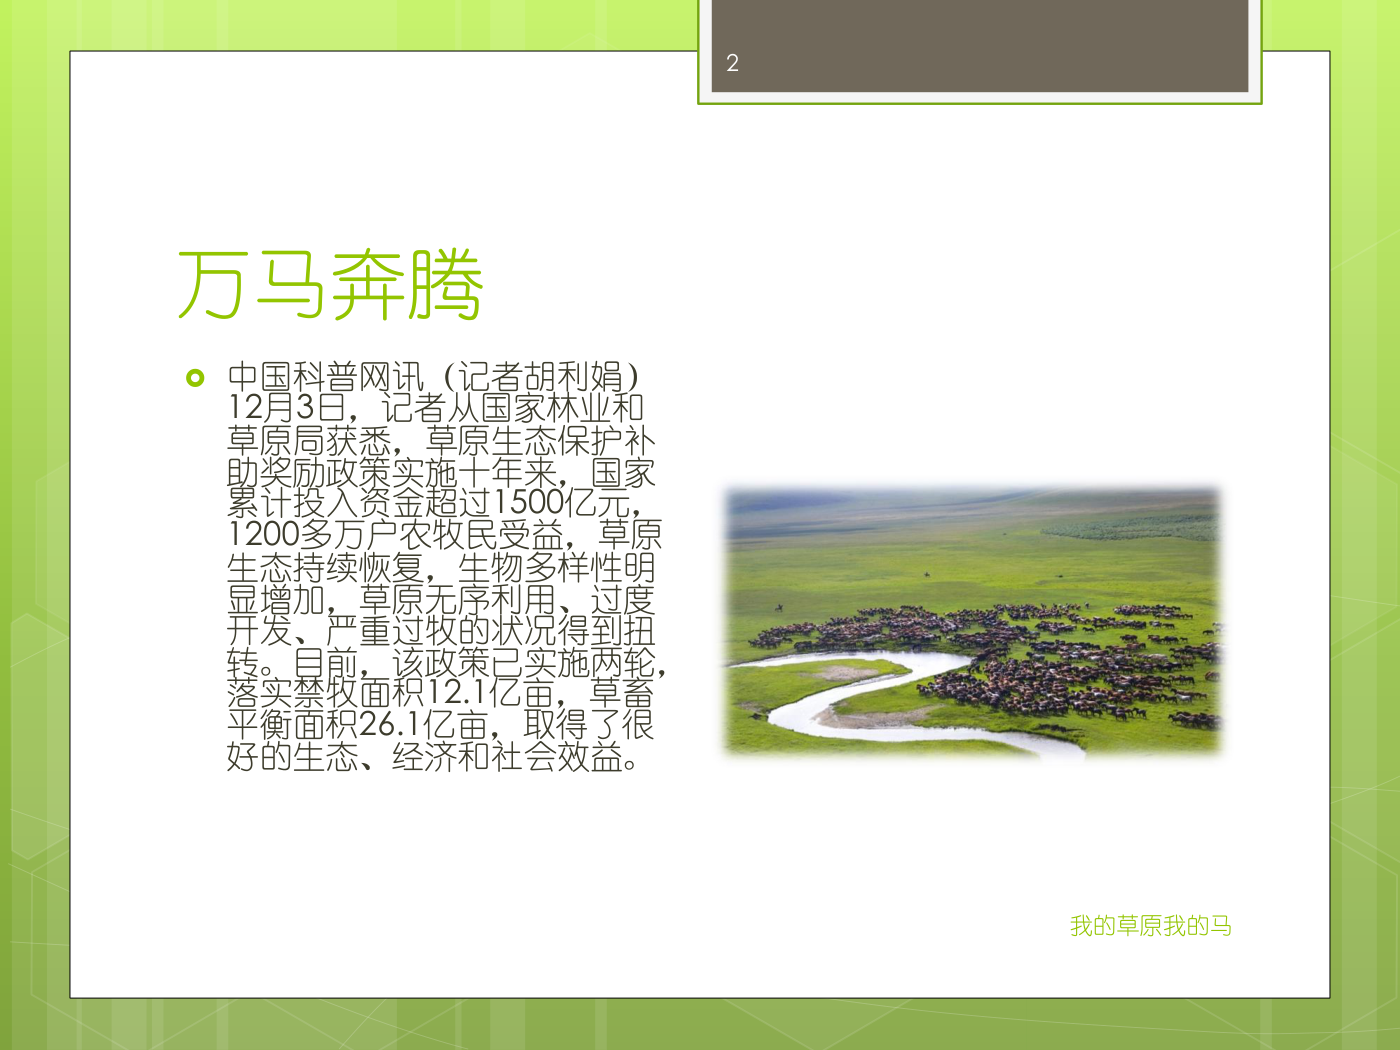 2
万马奔腾
中国科普网讯（记者胡利娟）
12月3日，记者从国家林业和
草原局获悉，草原生态保护补
助奖励政策实施十年来，国家
累计投入资金超过1500亿元，
1200多万户农牧民受益，草原
生态持续恢复，生物多样性明
显增加，草原无序利用、过度
开发、严重过牧的状况得到扭
转。目前，该政策已实施两轮，
落实禁牧面积12.1亿亩，草畜
平衡面积26.1亿亩，取得了很
好的生态、经济和社会效益。
我的草原我的马